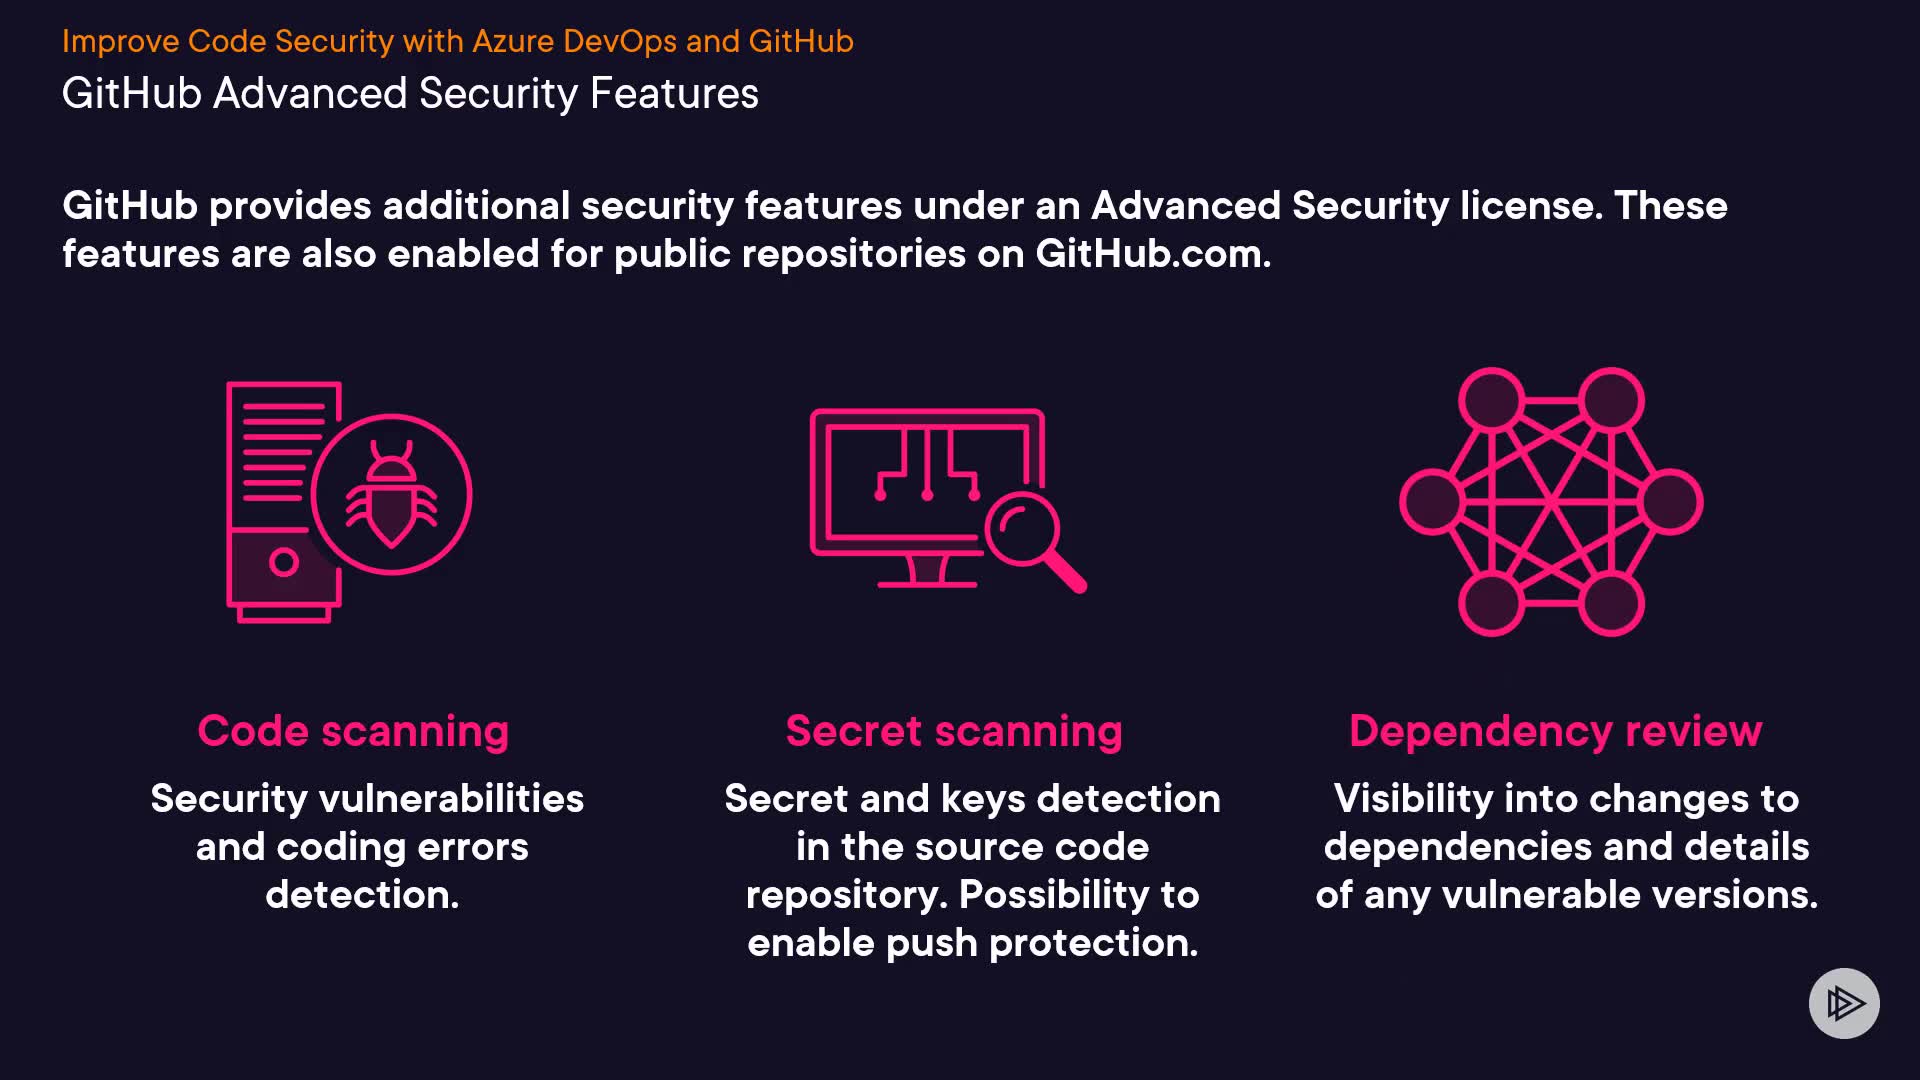 Improve Code Security with Azure DevOps and GitHub
GitHub Advanced Security Features
GitHub provides additional security features under an Advanced Security license. These
features are also enabled for public repositories on GitHub.com.
Code scanning
Security vulnerabilities
and coding errors
detection.
Secret scanning
Secret and keys detection
in the source code
repository. Possibility to
enable push protection.
Dependency review
Visibility into changes to
dependencies and details
of any vulnerable versions.